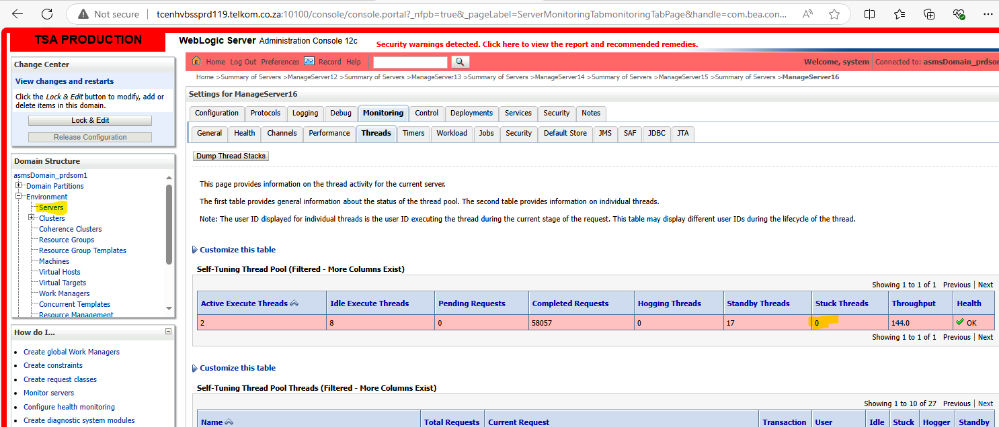 Not secure
tcenhvbssprd119.telkom.co.za:10100/console/console.portal?_nfpb=true&_pageLabel=ServerMonitoringTabmonitoringTabPage&handle=com.bea.con...
TSA PRODUCTION
WebLogic Server Administration Console 12c
Security warnings detected. Click here to view the report and recommended remedies.
Change Center
View changes and restarts
Click the Lock & Edit button to modify, add or
delete items in this domain.
Lock & Edit
Release Configuration
Domain Structure
asmsDomain_prdsom1
Domain Partitions
Environment
Servers
Clusters
Coherence Clusters
Resource Groups
Resource Group Templates
Machines
Virtual Hosts
Virtual Targets
Work Managers
Concurrent Templates
Resource Management
How do I...
Create global Work Managers
Create constraints
Create request classes
Monitor servers
Configure health monitoring
Create diagnostic system modules
Home Log Out Preferences Record Help
Welcome, system Connected to: asmsDomain_prdsom
Home >Summary of Servers >ManageServer12 >Summary of Servers >ManageServer13 >Summary of Servers >ManageServer14 >Summary of Servers >ManageServer15 >Summary of Servers >ManageServer16
Settings for ManageServer16
Configuration Protocols Logging Debug Monitoring Control Deployments Services Security Notes
General Health Channels Performance Threads Timers Workload Jobs Security Default Store JMS SAF JDBC JTA
Dump Thread Stacks
This page provides information on the thread activity for the current server.
The first table provides general information about the status of the thread pool. The second table provides information on individual threads.
Note: The user ID displayed for individual threads is the user ID executing the thread during the current stage of the request. This table may display different user IDs during the lifecycle of the thread.
Customize this table
Self-Tuning Thread Pool (Filtered - More Columns Exist)
Showing 1 to 1 of 1 Previous | Next
Active Execute Threads Idle Execute Threads Pending Requests Completed Requests Hogging Threads Standby Threads Stuck Threads Throughput Health
2 8 0 58057 0 17 0 144.0 OK
Showing 1 to 1 of 1 Previous | Next
Customize this table
Self-Tuning Thread Pool Threads (Filtered - More Columns Exist)
Showing 1 to 10 of 27 Previous | Next
Name Total Requests Current Request Transaction User Idle Stuck Hogger Standby